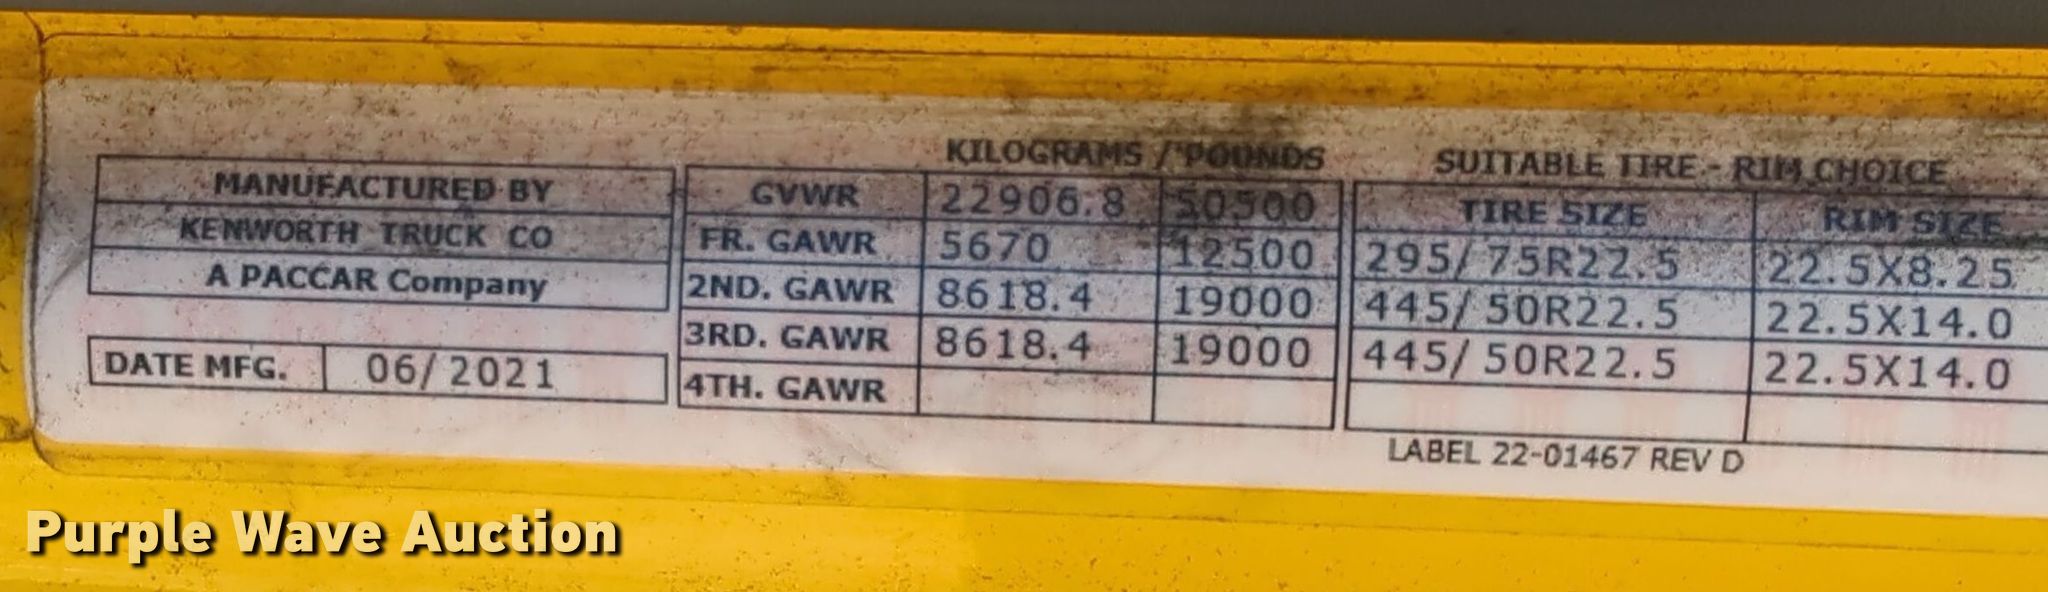 KILOGRAMS / POUNDS
SUITABLE TIRE - RIM CHOICE
MANUFACTURED BY
KENWORTH TRUCK CO
A PACCAR Company
DATE MFG. 06/2021
GVWR 22906.8 50500
FR. GAWR 5670 12500
2ND. GAWR 8618.4 19000
3RD. GAWR 8618.4 19000
4TH. GAWR
TIRE SIZE RIM SIZE
295/75R22.5 22.5X8.25
445/50R22.5 22.5X14.0
445/50R22.5 22.5X14.0
LABEL 22-01467 REV D
Purple Wave Auction